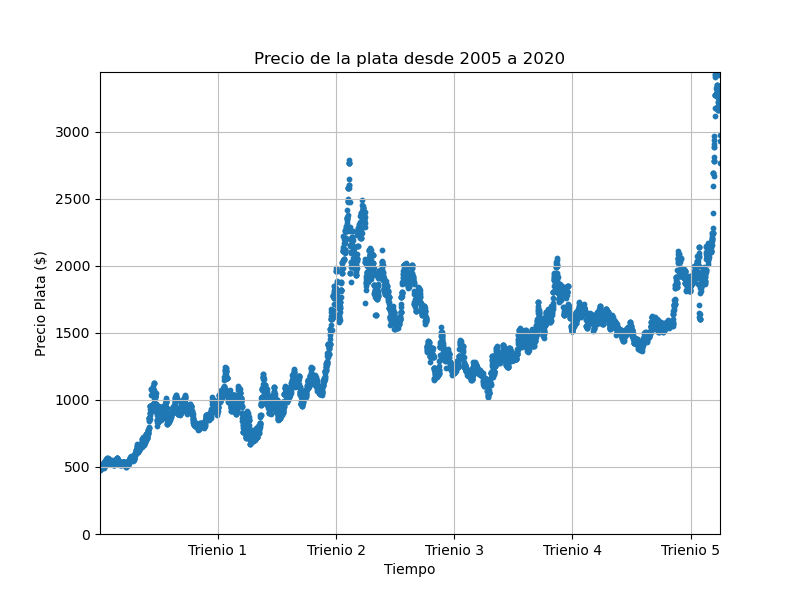 Precio de la plata desde 2005 a 2020
3000
2500
2000
1500
1000
500
0
Precio Plata ($)
Trienio 1 Trienio 2 Trienio 3 Trienio 4 Trienio 5
Tiempo